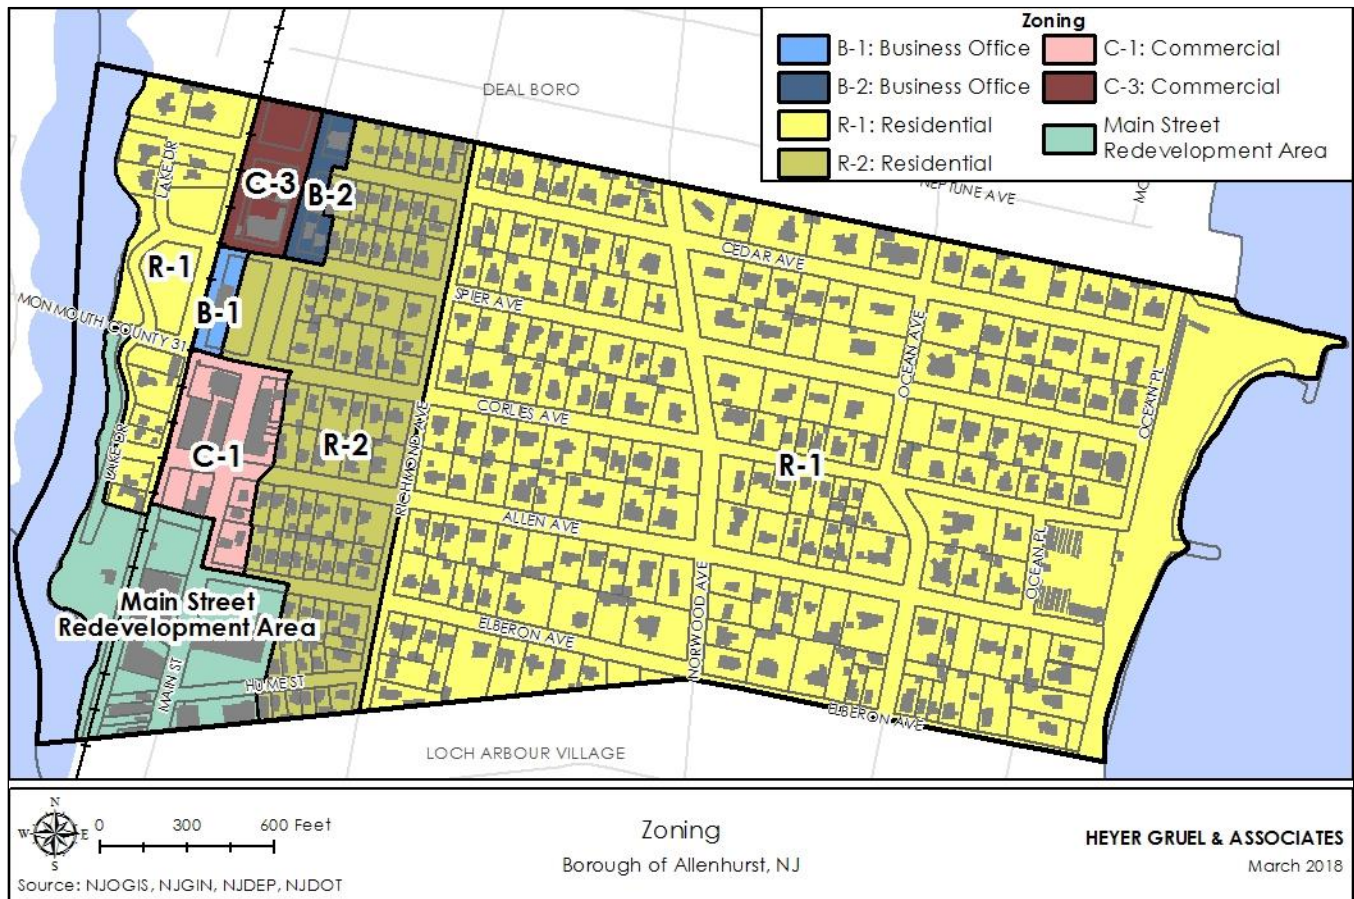 Zoning
B-1: Business Office
C-1: Commercial
B-2: Business Office
C-3: Commercial
R-1: Residential
Main Street
Redevelopment Area
R-2: Residential
DEAL BORO
NEPTUNE AVE
MO
LAKE DR
C-3
B-2
CEDAR AVE
R-1
SPIER AVE
B-1
MONMOUTH COUNTY 31
OCEAN AVE
OCEAN PL
RICHMOND AVE
CORLIES AVE
C-1
R-2
R-1
LAKE DR
ALLEN AVE
OCEAN PL
NORWOOD AVE
Main Street
Redevelopment Area
ELBERON AVE
MAIN ST
HUME ST
ELBERON AVE
LOCH ARBOUR VILLAGE
N
W
E
S
0 300 600 Feet
Source: NJOGIS, NJGIN, NJDEP, NJDOT
Zoning
Borough of Allenhurst, NJ
HEYER GRUEL & ASSOCIATES
March 2018